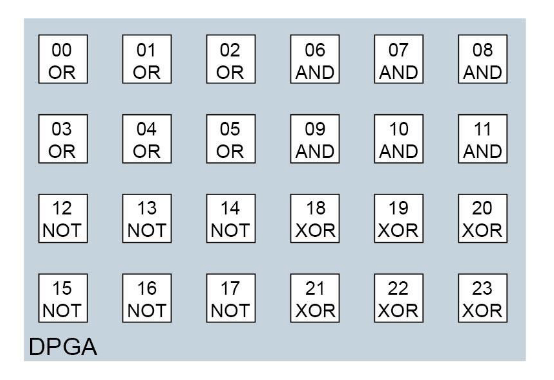 00 01 02 06 07 08
OR OR OR AND AND AND
03 04 05 09 10 11
OR OR OR AND AND AND
12 13 14 18 19 20
NOT NOT NOT XOR XOR XOR
15 16 17 21 22 23
NOT NOT NOT XOR XOR XOR
DPGA